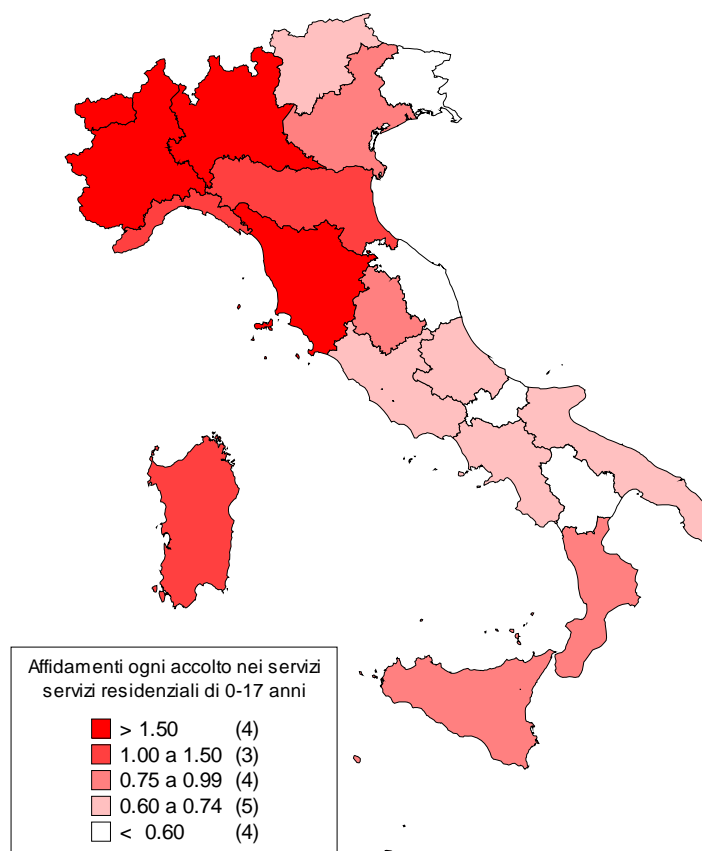 Affidamenti ogni accolto nei servizi
servizi residenziali di 0-17 anni
> 1.50 (4)
1.00 a 1.50 (3)
0.75 a 0.99 (4)
0.60 a 0.74 (5)
< 0.60 (4)